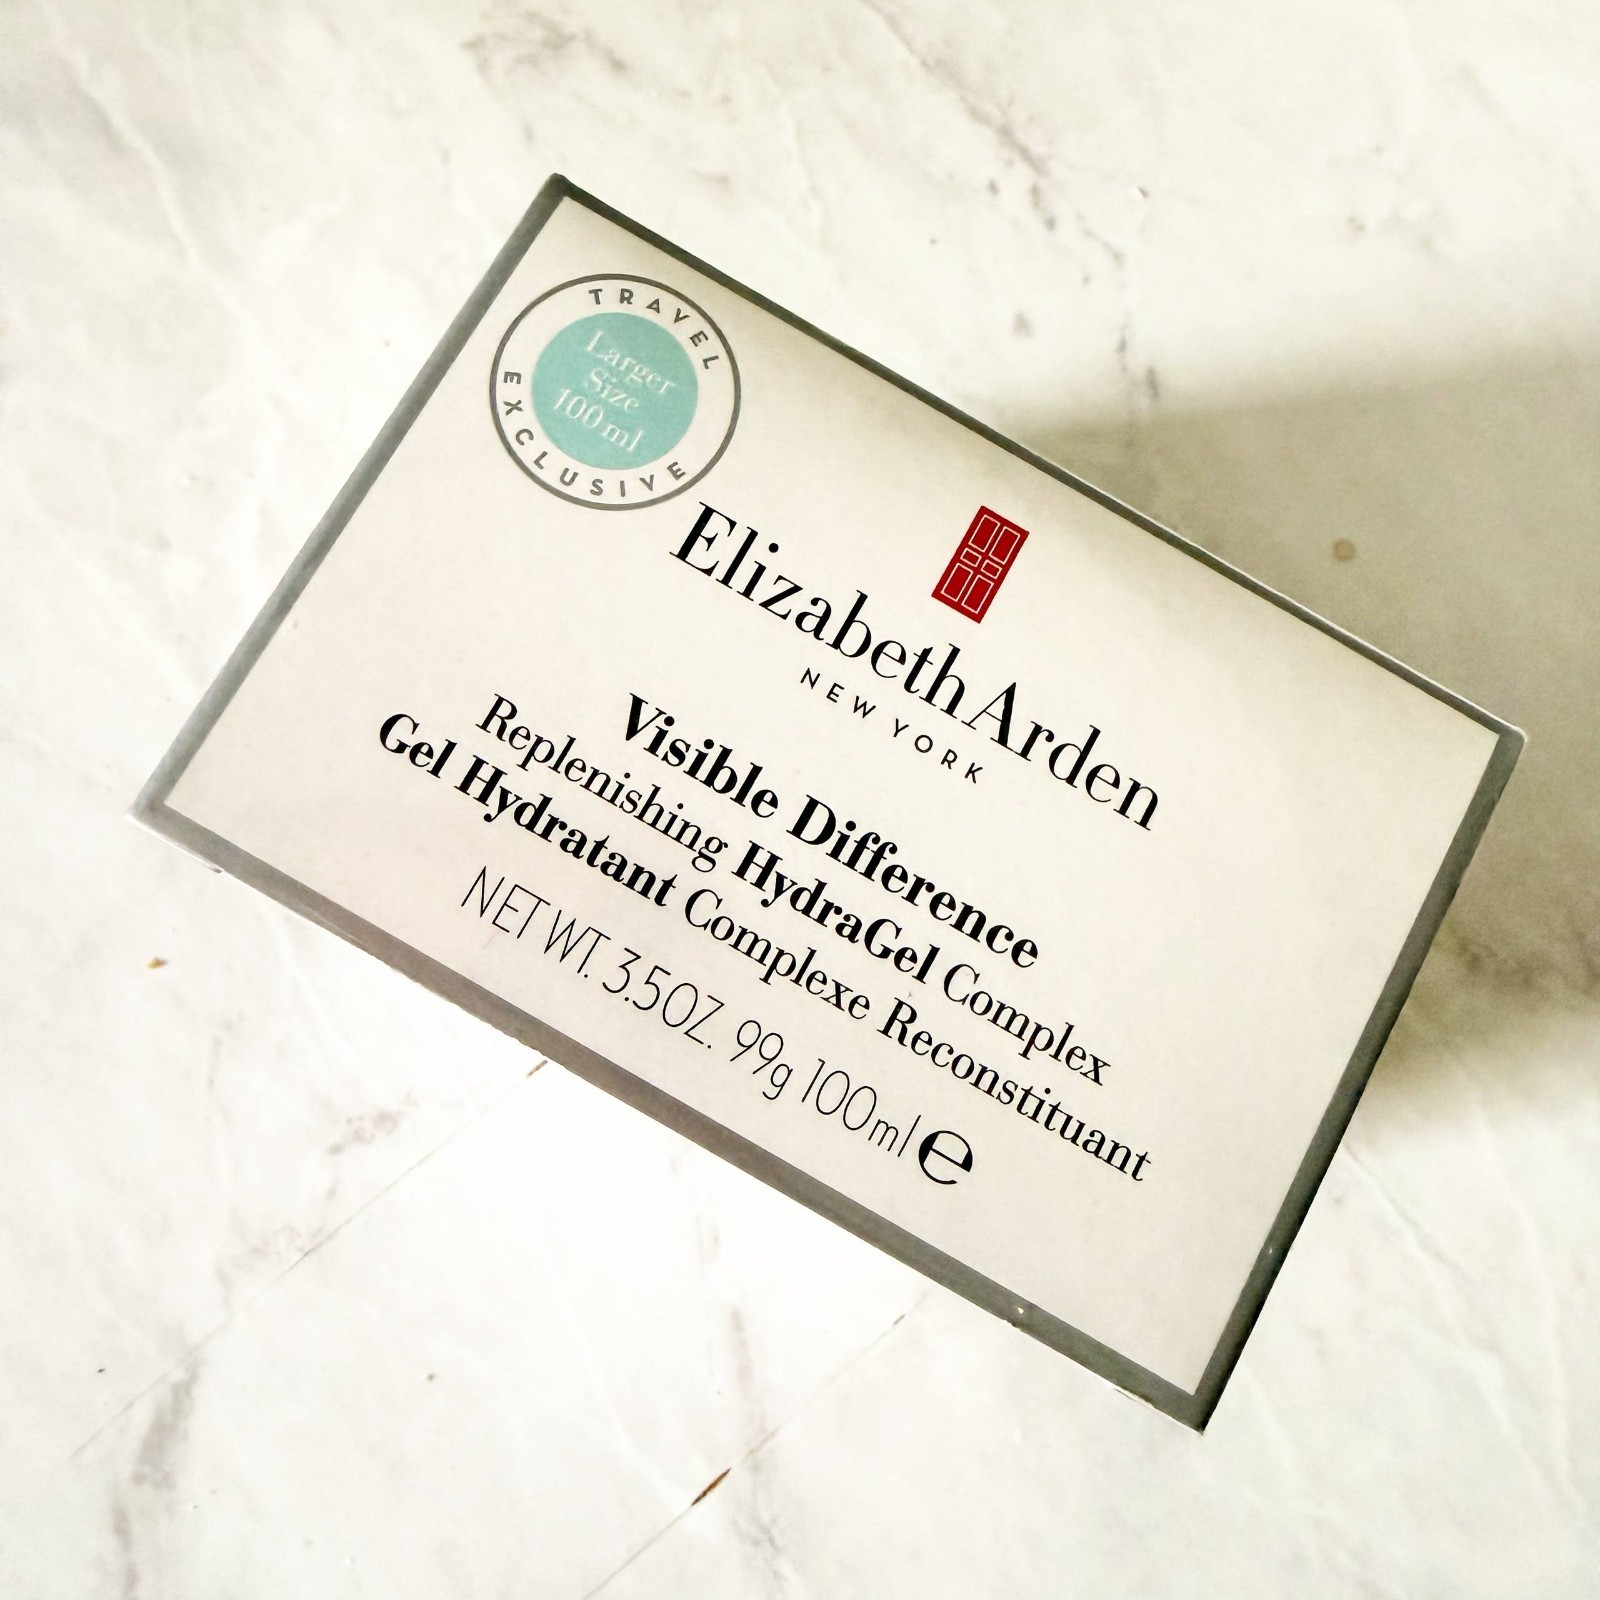 TRAVEL
Larger
Size
100 ml
EXCLUSIVE
Elizabeth Arden
NEW YORK
Visible Difference
Replenishing HydraGel Complex
Gel Hydratant Complexe Reconstituant
NET WT. 3.5OZ. 99g 100ml ℮